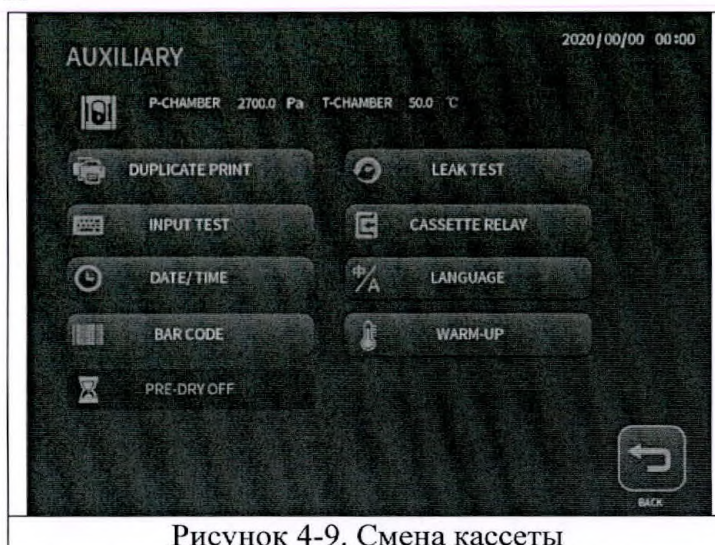 AUXILIARY
2020/00/00 00:00
P-CHAMBER 2700.0 Pa T-CHAMBER 50.0 ℃
DUPLICATE PRINT
LEAK TEST
INPUT TEST
CASSETTE RELAY
DATE/TIME
中/A LANGUAGE
BAR CODE
WARM-UP
PRE-DRY OFF
BACK
Рисунок 4-9. Смена кассеты